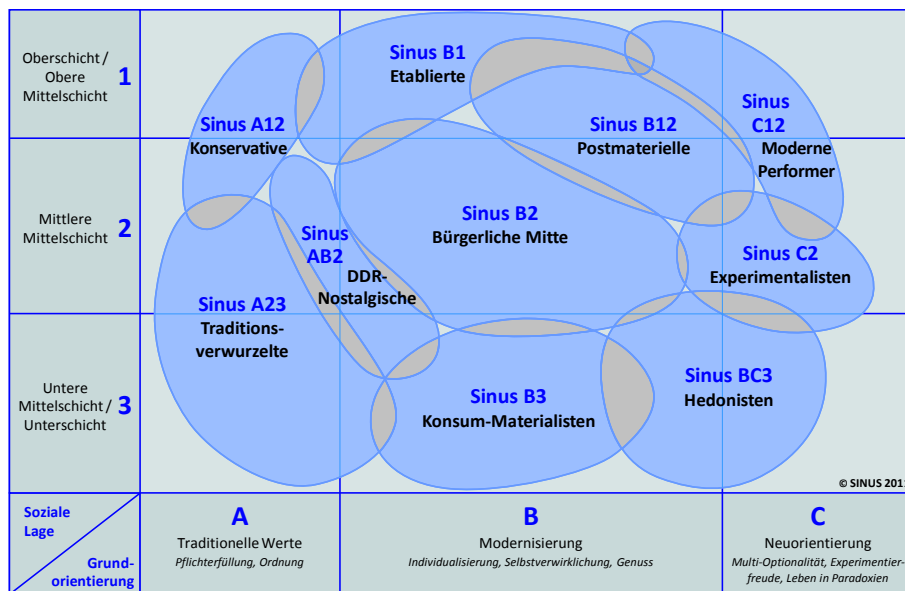 Oberschicht /
Obere
Mittelschicht
1
Sinus B1
Etablierte
Sinus A12
Konservative
Sinus B12
Postmaterielle
Sinus
C12
Moderne
Performer
Mittlere
Mittelschicht
2
Sinus
AB2
DDR-
Nostalgische
Sinus B2
Bürgerliche Mitte
Sinus C2
Experimentalisten
Sinus A23
Traditions-
verwurzelte
Untere
Mittelschicht /
Unterschicht
3
Sinus B3
Konsum-Materialisten
Sinus BC3
Hedonisten
© SINUS 2011
Soziale
Lage
Grund-
orientierung
A
Traditionelle Werte
Pflichterfüllung, Ordnung
B
Modernisierung
Individualisierung, Selbstverwirklichung, Genuss
C
Neuorientierung
Multi-Optionalität, Experimentier-
freude, Leben in Paradoxien